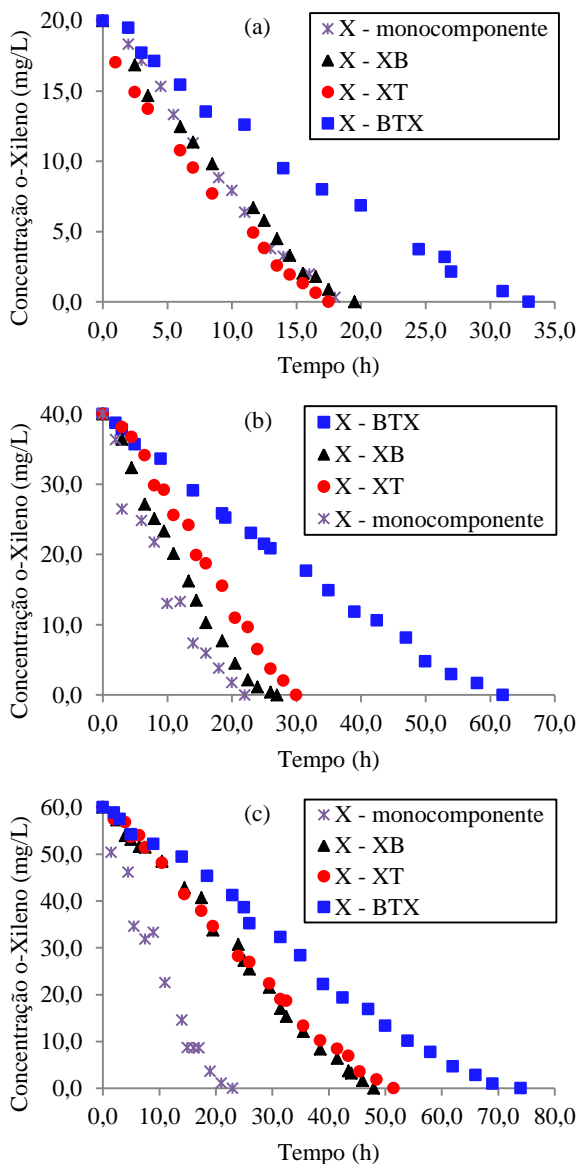 (a)
X - monocomponente
X - XB
X - XT
X - BTX
Concentração o-Xileno (mg/L)
20,0
15,0
10,0
5,0
0,0
0,0 5,0 10,0 15,0 20,0 25,0 30,0 35,0
Tempo (h)
(b)
X - BTX
X - XB
X - XT
X - monocomponente
Concentração o-Xileno (mg/L)
40,0
30,0
20,0
10,0
0,0
0,0 10,0 20,0 30,0 40,0 50,0 60,0 70,0
Tempo (h)
(c)
X - monocomponente
X - XB
X - XT
X - BTX
Concentração o-Xileno (mg/L)
60,0
50,0
40,0
30,0
20,0
10,0
0,0
0,0 10,0 20,0 30,0 40,0 50,0 60,0 70,0 80,0
Tempo (h)